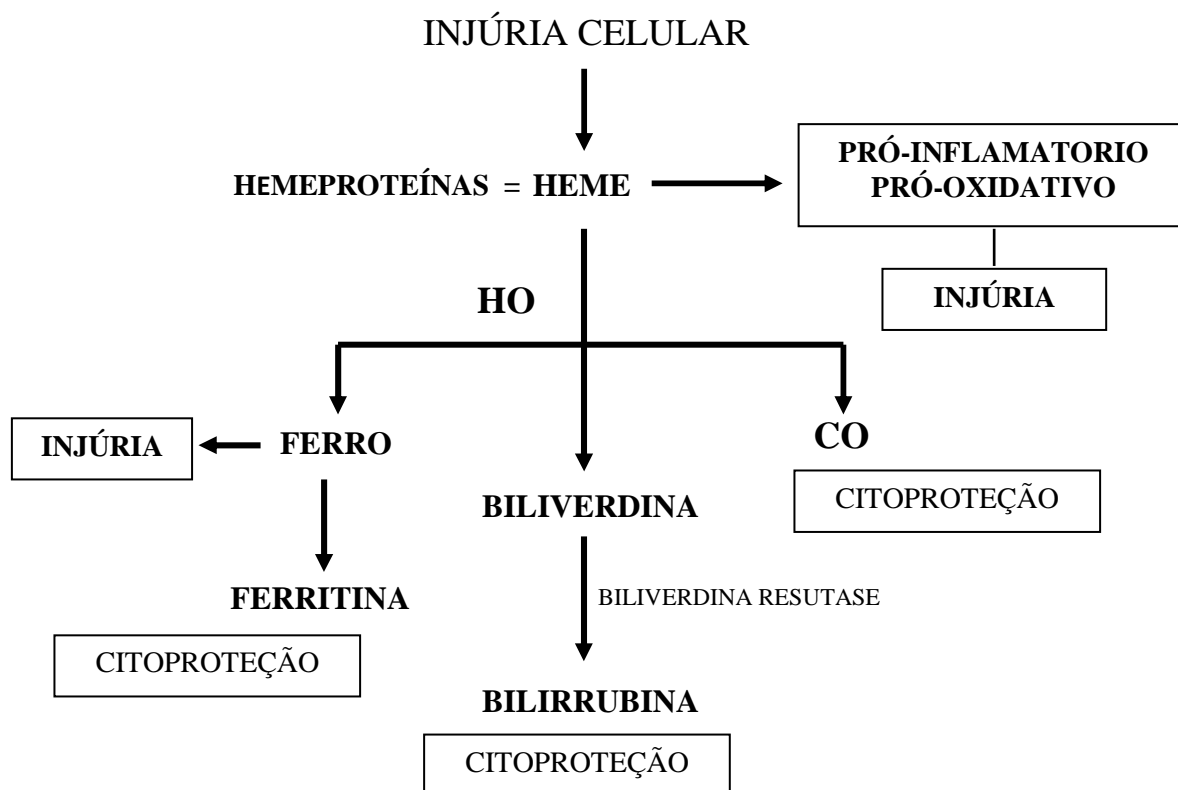 INJÚRIA CELULAR
HEMEPROTEÍNAS = HEME
PRÓ-INFLAMATORIO
PRÓ-OXIDATIVO
INJÚRIA
HO
INJÚRIA
FERRO
CO
CITOPROTEÇÃO
BILIVERDINA
FERRITINA
BILIVERDINA RESUTASE
CITOPROTEÇÃO
BILIRRUBINA
CITOPROTEÇÃO